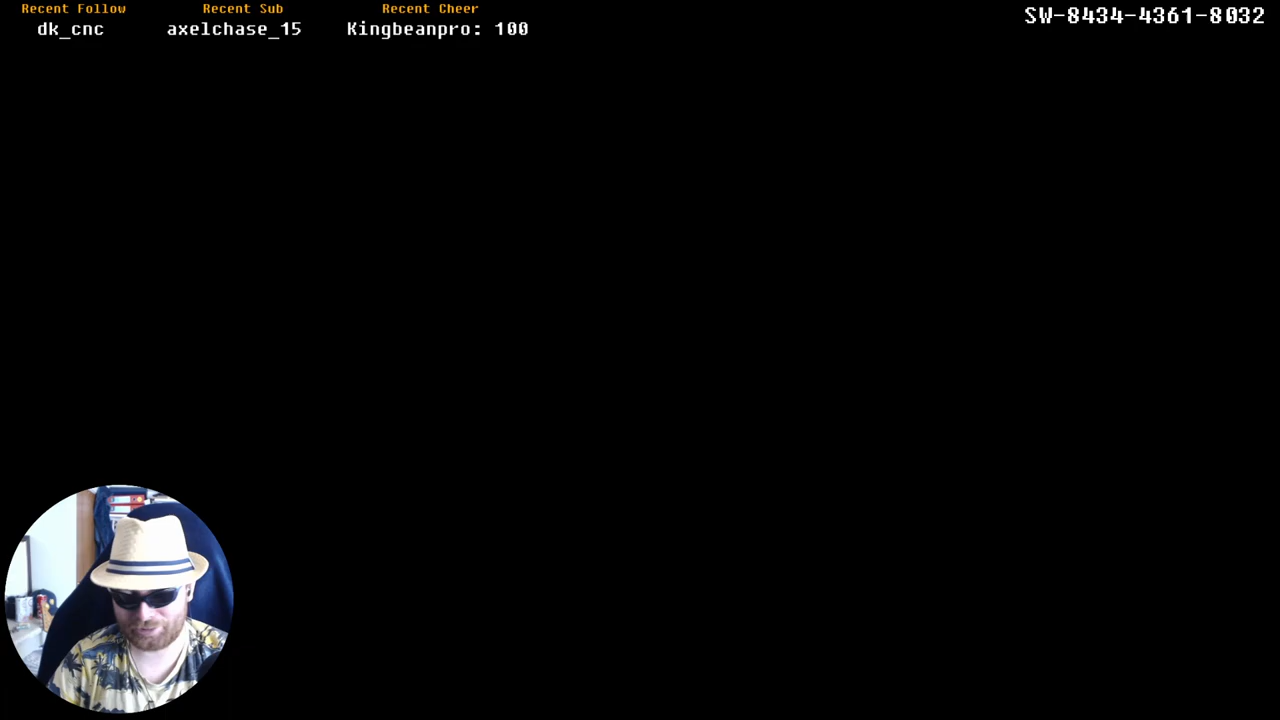 Recent Follow
dk_cnc
Recent Sub
axelchase_15
Recent Cheer
Kingbeanpro: 100
SW-8434-4361-8032